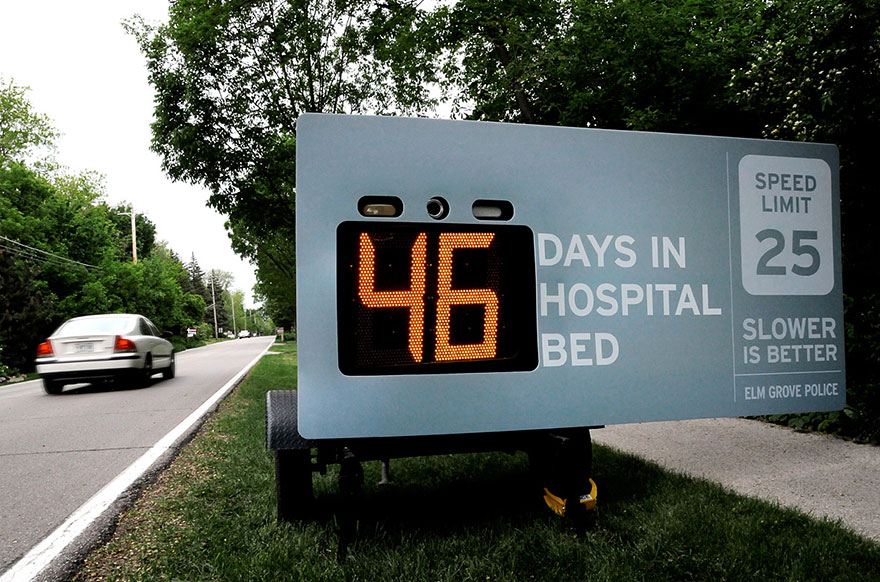 46
DAYS IN
HOSPITAL
BED
SPEED
LIMIT
25
SLOWER
IS BETTER
ELM GROVE POLICE